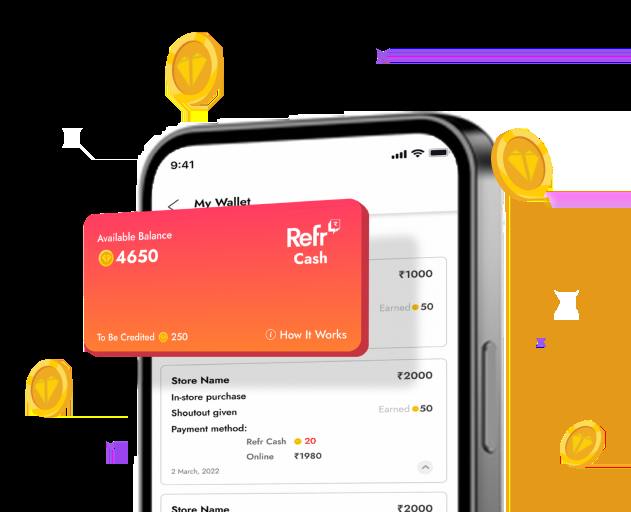 9:41
My Wallet
Available Balance
4650
Refr
Cash
To Be Credited 250
How It Works
₹1000
Earned 50
Store Name ₹2000
In-store purchase
Shoutout given Earned 50
Payment method:
Refr Cash 20
Online ₹1980
2 March, 2022
Store Name ₹2000